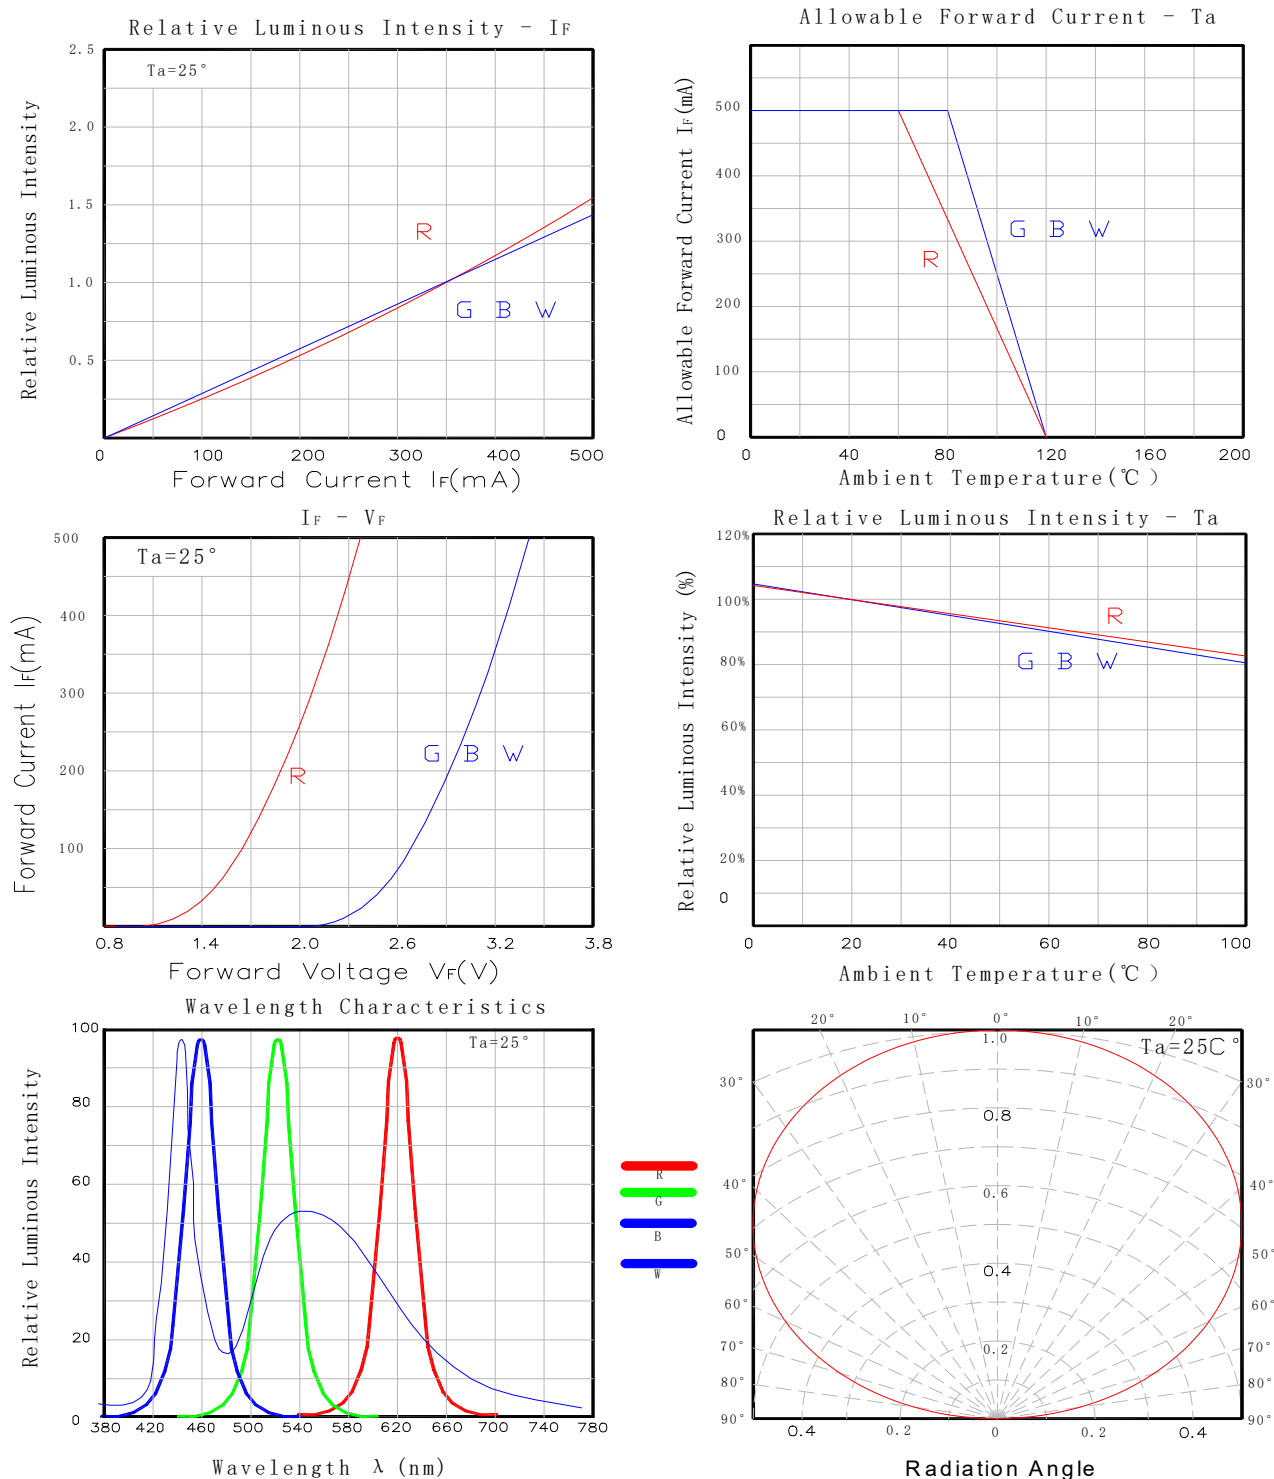 Relative Luminous Intensity - IF
Ta=25°
Relative Luminous Intensity
2.5
2.0
1.5
1.0
0.5
R
G B W
0 100 200 300 400 500
Forward Current IF(mA)
Allowable Forward Current - Ta
Allowable Forward Current IF(mA)
500
400
300
200
100
0
G B W
R
0 40 80 120 160 200
Ambient Temperature(℃)
IF - VF
Ta=25°
Forward Current IF(mA)
500
400
300
200
100
G B W
R
0.8 1.4 2.0 2.6 3.2 3.8
Forward Voltage VF(V)
Relative Luminous Intensity - Ta
Relative Luminous Intensity (%)
120%
100%
80%
60%
40%
20%
0
R
G B W
0 20 40 60 80 100
Ambient Temperature(℃)
Wavelength Characteristics
Ta=25°
Relative Luminous Intensity
100
80
60
40
20
0
380 420 460 500 540 580 620 660 700 740 780
Wavelength λ (nm)
R
G
B
W
20° 10° 0° 10° 20°
Ta=25C°
1.0
30° 30°
0.8
40° 0.6 40°
50° 50°
0.4
60° 60°
70° 0.2 70°
80° 80°
90° 90°
0.4 0.2 0 0.2 0.4
Radiation Angle